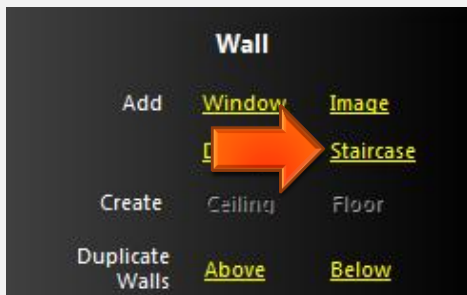 Wall
Add Window Image
Staircase
Create Ceiling Floor
Duplicate
Walls Above Below